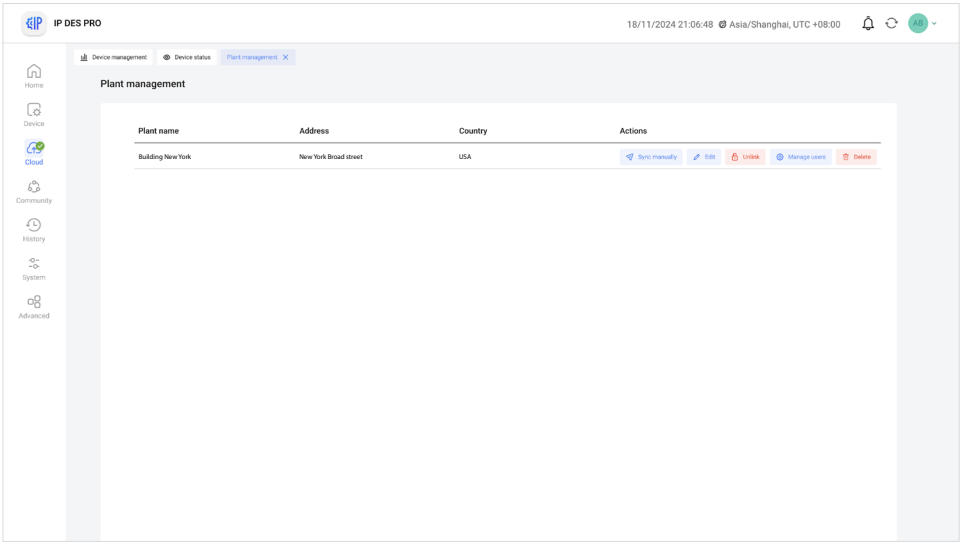 IP IP DES PRO 18/11/2024 21:06:48 Asia/Shanghai, UTC +08:00 AB
Device management Device status Plant management
Home
Plant management
Device
Plant name Address Country Actions
Cloud
Building New York New York Broad street USA Sync manually Edit Unlink Manage users Delete
Community
History
System
Advanced